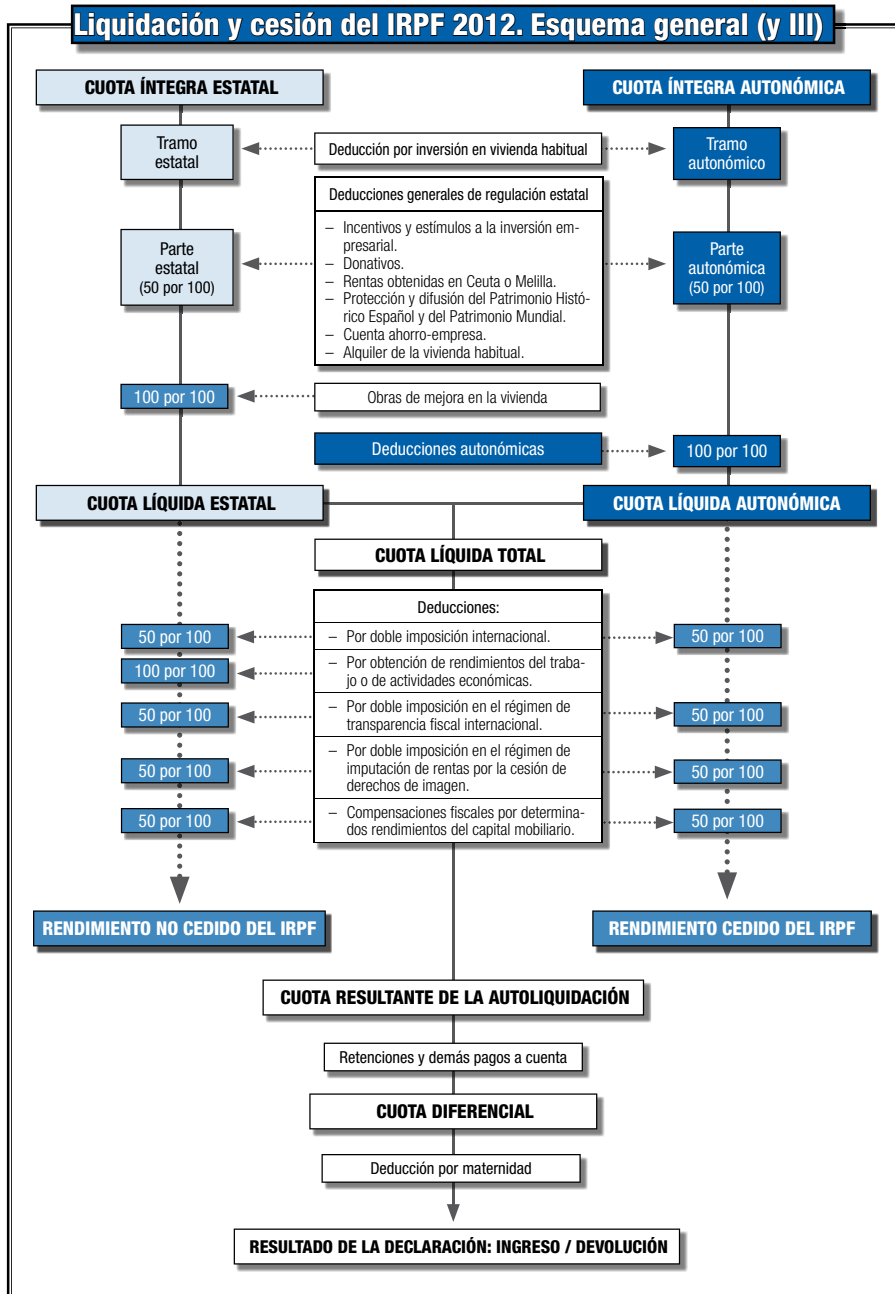 Liquidación y cesión del IRPF 2012. Esquema general (y III)
CUOTA ÍNTEGRA ESTATAL
CUOTA ÍNTEGRA AUTONÓMICA
Tramo
estatal
Deducción por inversión en vivienda habitual
Tramo
autonómico
Deducciones generales de regulación estatal
– Incentivos y estímulos a la inversión em-
presarial.
– Donativos.
– Rentas obtenidas en Ceuta o Melilla.
– Protección y difusión del Patrimonio Histó-
rico Español y del Patrimonio Mundial.
– Cuenta ahorro-empresa.
– Alquiler de la vivienda habitual.
Parte
estatal
(50 por 100)
Parte
autonómica
(50 por 100)
100 por 100
Obras de mejora en la vivienda
Deducciones autonómicas
100 por 100
CUOTA LÍQUIDA ESTATAL
CUOTA LÍQUIDA AUTONÓMICA
CUOTA LÍQUIDA TOTAL
Deducciones:
50 por 100
– Por doble imposición internacional.
50 por 100
100 por 100
– Por obtención de rendimientos del traba-
jo o de actividades económicas.
50 por 100
– Por doble imposición en el régimen de
transparencia fiscal internacional.
50 por 100
50 por 100
– Por doble imposición en el régimen de
imputación de rentas por la cesión de
derechos de imagen.
50 por 100
50 por 100
– Compensaciones fiscales por determina-
dos rendimientos del capital mobiliario.
50 por 100
RENDIMIENTO NO CEDIDO DEL IRPF
RENDIMIENTO CEDIDO DEL IRPF
CUOTA RESULTANTE DE LA AUTOLIQUIDACIÓN
Retenciones y demás pagos a cuenta
CUOTA DIFERENCIAL
Deducción por maternidad
RESULTADO DE LA DECLARACIÓN: INGRESO / DEVOLUCIÓN